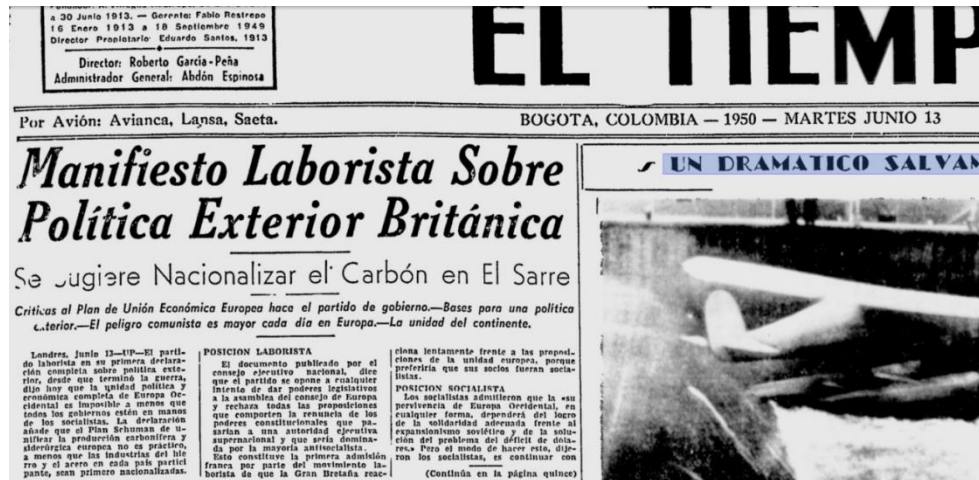 a 30 Junio 1913. — Gerente: Fabio Restrepo
16 Enero 1913 a 18 Septiembre 1949
Director Propietario: Eduardo Santos, 1913
Director: Roberto García-Peña
Administrador General: Abdón Espinosa
EL TIEMP
Por Avión: Avianca, Lansa, Saeta.
BOGOTA, COLOMBIA — 1950 — MARTES JUNIO 13
Manifiesto Laborista Sobre
Política Exterior Británica
Se sugiere Nacionalizar el Carbón en El Sarre
Críticas al Plan de Unión Económica Europea hace el partido de gobierno.—Bases para una política
exterior.—El peligro comunista es mayor cada día en Europa.—La unidad del continente.
Londres, junio 13—UP—El parti-
do laborista en su primera declara-
ción completa sobre política exte-
rior, desde que terminó la guerra,
dijo hoy que la unidad política y
económica completa de Europa Oc-
cidental es imposible a menos que
todos los gobiernos estén en manos
de los socialistas. La declaración
añade que el Plan Schuman de u-
nificar la producción carbonífera y
siderúrgica europea no es práctico,
a menos que las industrias del hie
rro y el acero en cada país partici
pante, sean primero nacionalizadas.
POSICION LABORISTA
El documento publicado por el
consejo ejecutivo nacional, dice
que el partido se opone a cualquier
intento de dar poderes legislativos
a la asamblea del consejo de Europa
y rechaza todas las proposiciones
que comporten la renuncia de los
poderes constitucionales que pa-
sarían a una autoridad ejecutiva
supernacional y que sería domina-
da por la mayoría antisocialista.
Esto constituye la primera admisión
franca por parte del movimiento la-
borista de que la Gran Bretaña reac-
ciona lentamente frente a las proposi-
ciones de la unidad europea, porque
preferiría que sus socios fueran socia-
listas.
POSICION SOCIALISTA
Los socialistas admitieron que la «su
pervivencia de Europa Occidental, en
cualquier forma, dependerá del logro
de la solidaridad adecuada frente al
expansionismo soviético y de la solu-
ción del problema del déficit de dóla-
res.» Pero el modo de hacer esto, dije-
ron los socialistas, es continuar con
(Continúa en la página quince)
UN DRAMATICO SALVAM